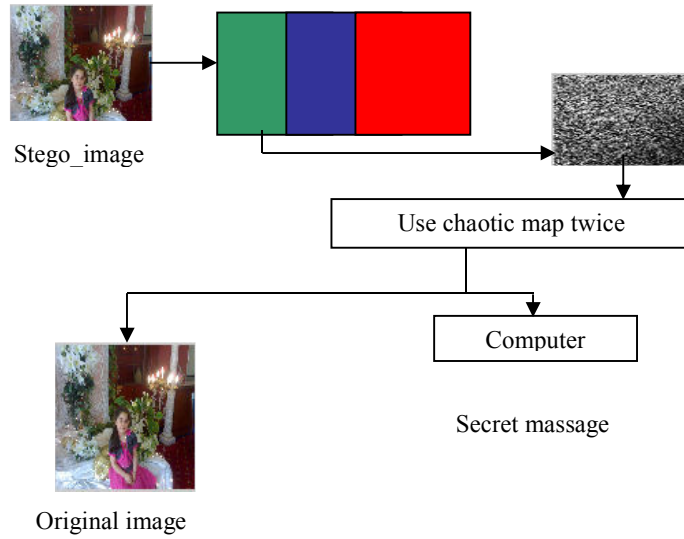 Stego_image
Use chaotic map twice
Computer
Secret massage
Original image